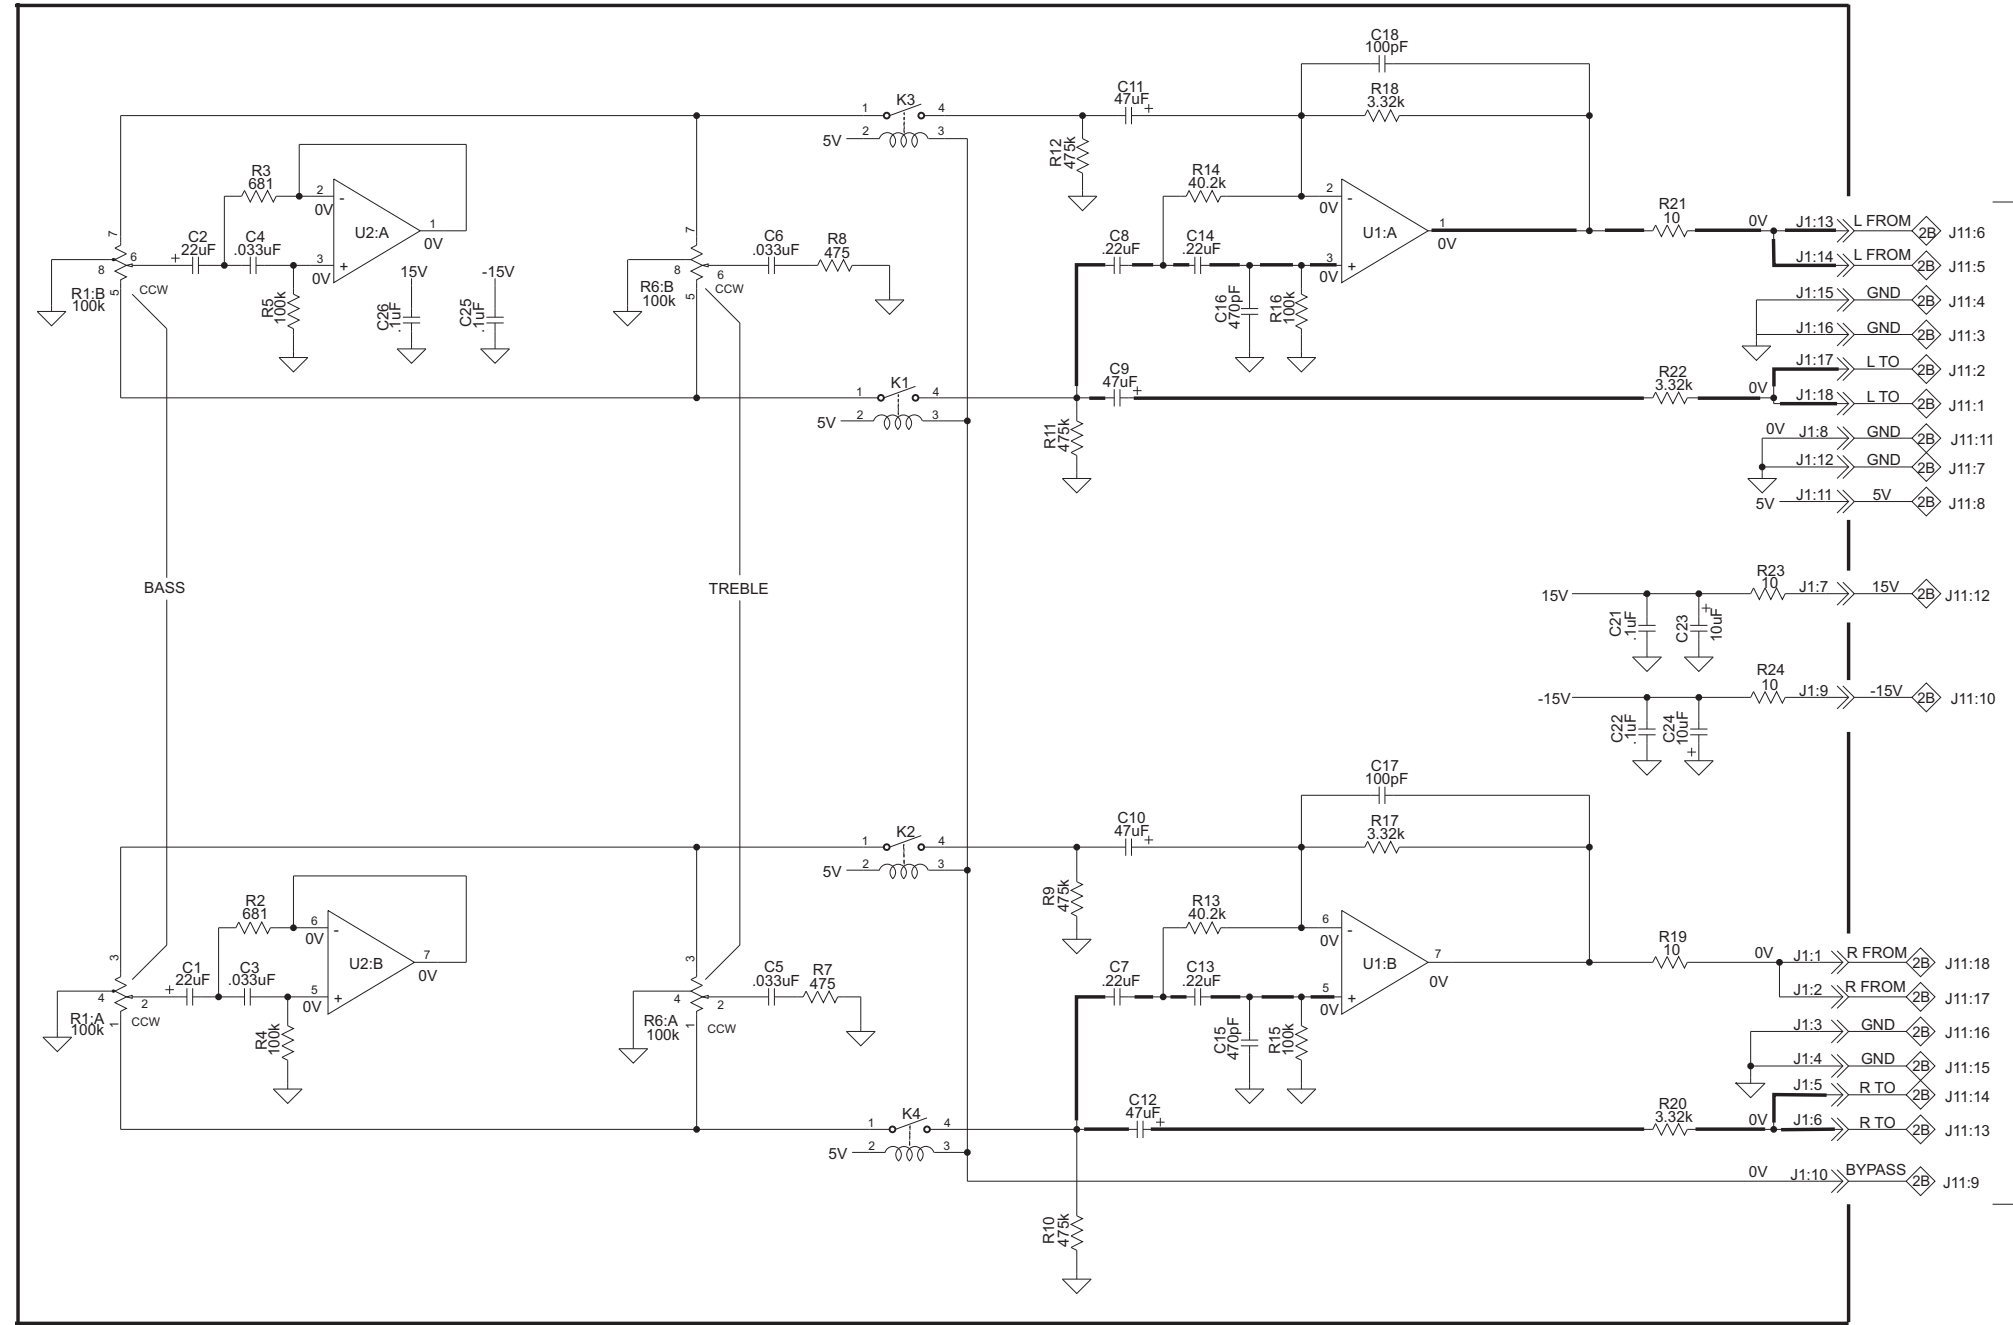 C18
100pF
R18
3.32k
C11
47uF
+
K3
1
4
5V
2
3
R12
475k
R3
681
2
-
0V
U2:A
1
0V
3
+
0V
7
6
8
5
CCW
R1:B
100k
C2
.22uF
+
C4
.033uF
R5
100k
15V
C26
.1uF
-15V
C25
.1uF
7
8
6
5
CCW
R6:B
100k
C6
.033uF
R8
475
R14
40.2k
2
-
0V
U1:A
1
0V
3
+
0V
C8
.22uF
C14
.22uF
C16
470pF
R16
100k
R21
10
0V
J1:13
L FROM
2B
J11:6
J1:14
L FROM
2B
J11:5
J1:15
GND
2B
J11:4
J1:16
GND
2B
J11:3
J1:17
L TO
2B
J11:2
J1:18
L TO
2B
J11:1
K1
1
4
5V
2
3
C9
47uF
+
R11
475k
R22
3.32k
0V
0V
J1:8
GND
2B
J11:11
J1:12
GND
2B
J11:7
5V
J1:11
5V
2B
J11:8
BASS
TREBLE
15V
C21
.1uF
+
C23
10uF
R23
10
J1:7
15V
2B
J11:12
-15V
C22
.1uF
C24
10uF
+
R24
10
J1:9
-15V
2B
J11:10
C17
100pF
R17
3.32k
C10
47uF
+
K2
1
4
5V
2
3
R9
475k
R2
681
6
-
0V
U2:B
7
0V
5
+
0V
3
4
2
1
CCW
R1:A
100k
C1
.22uF
+
C3
.033uF
R4
100k
3
4
2
1
CCW
R6:A
100k
C5
.033uF
R7
475
R13
40.2k
6
-
0V
U1:B
7
0V
5
+
0V
C7
.22uF
C13
.22uF
C15
470pF
R15
100k
R19
10
0V
J1:1
R FROM
2B
J11:18
J1:2
R FROM
2B
J11:17
J1:3
GND
2B
J11:16
J1:4
GND
2B
J11:15
J1:5
R TO
2B
J11:14
J1:6
R TO
2B
J11:13
K4
1
4
5V
2
3
C12
47uF
+
R20
3.32k
0V
0V
J1:10
BYPASS
2B
J11:9
R10
475k